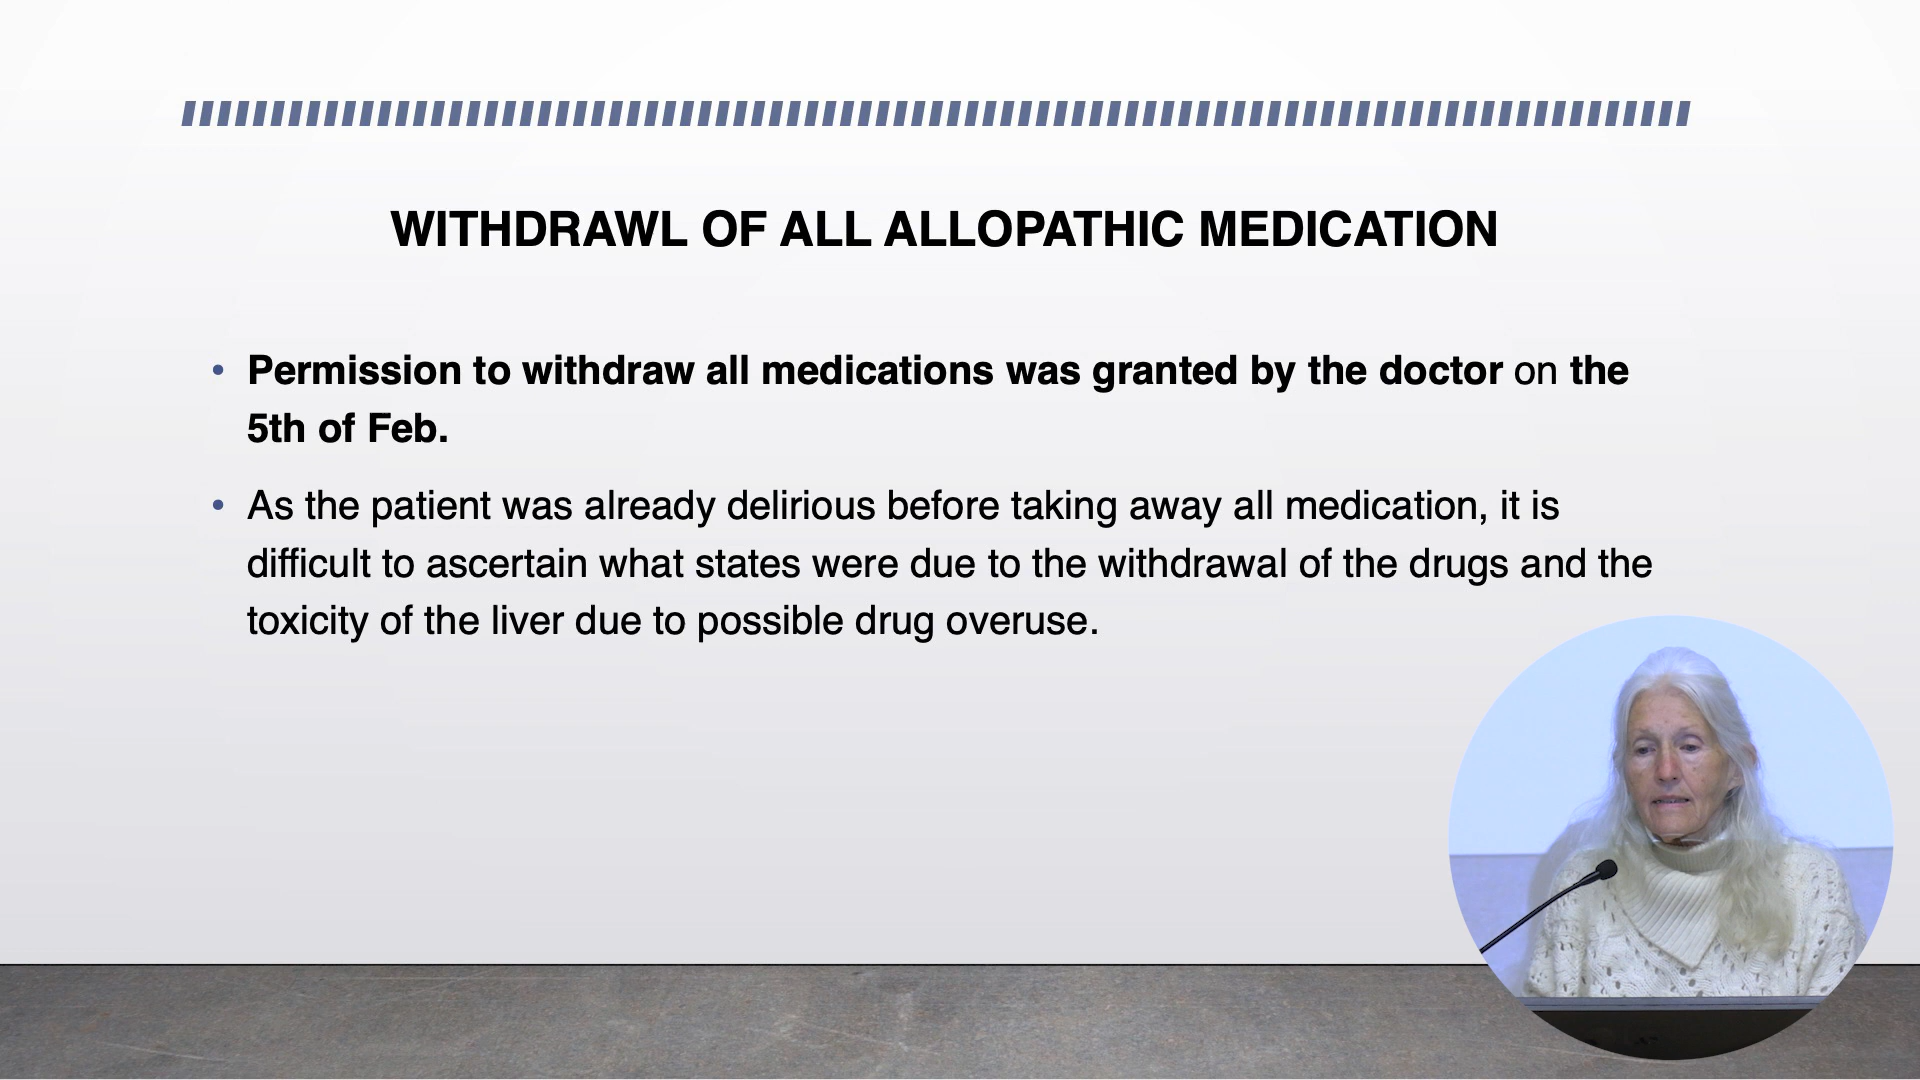 WITHDRAWL OF ALL ALLOPATHIC MEDICATION
• Permission to withdraw all medications was granted by the doctor on the
5th of Feb.
• As the patient was already delirious before taking away all medication, it is
difficult to ascertain what states were due to the withdrawal of the drugs and the
toxicity of the liver due to possible drug overuse.